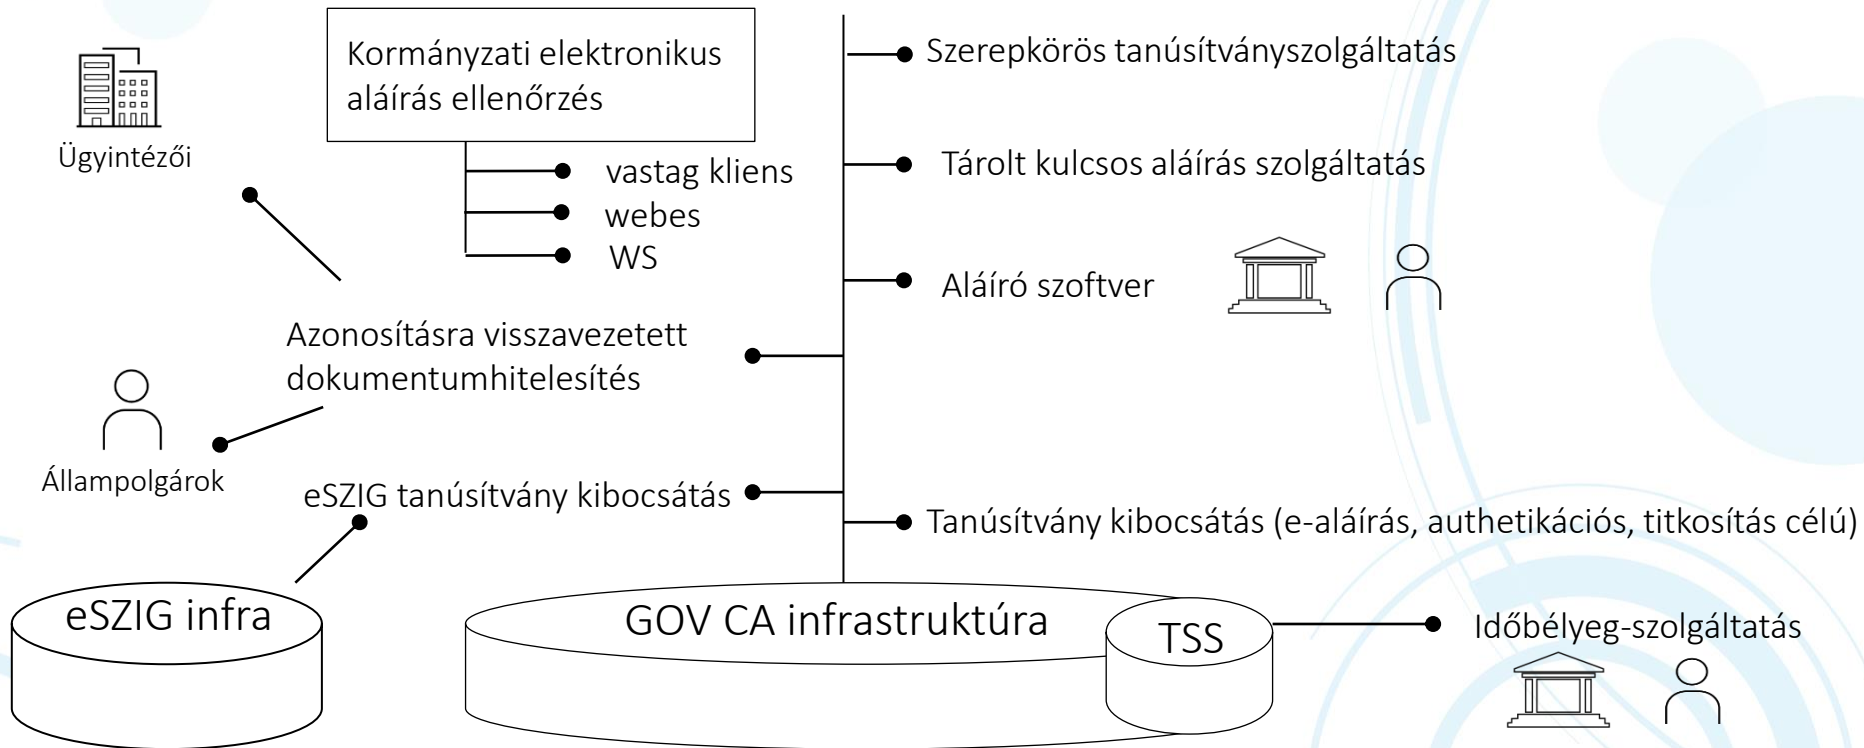 Kormányzati elektronikus
aláírás ellenőrzés
vastag kliens
webes
WS
Ügyintézői
Azonosításra visszavezetett
dokumentumhitelesítés
Állampolgárok
eSZIG tanúsítvány kibocsátás
Szerepkörös tanúsítványszolgáltatás
Tárolt kulcsos aláírás szolgáltatás
Aláíró szoftver
Tanúsítvány kibocsátás (e-aláírás, authetikációs, titkosítás célú)
eSZIG infra
GOV CA infrastruktúra
TSS
Időbélyeg-szolgáltatás